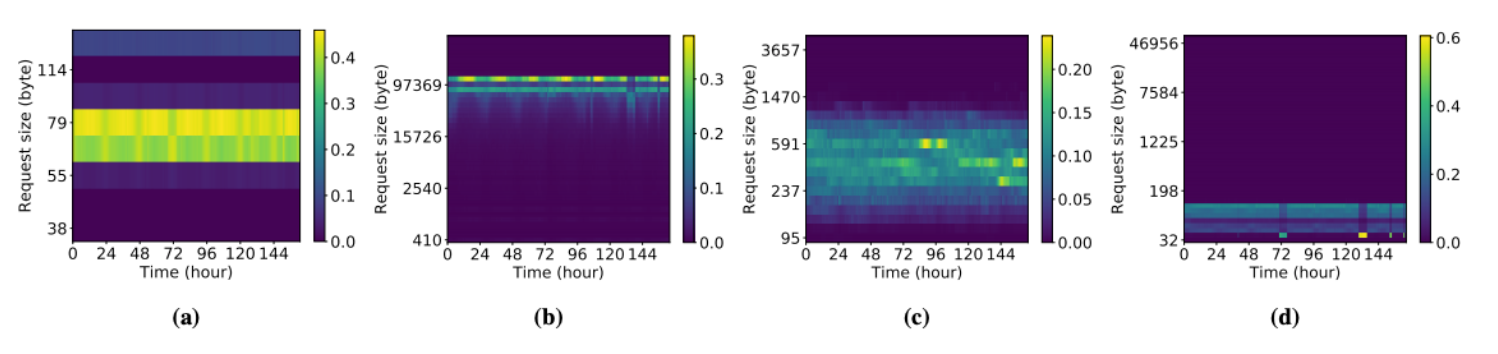 Request size (byte)
114
79
55
38
0 24 48 72 96 120 144
Time (hour)
0.4
0.3
0.2
0.1
0.0
(a)
Request size (byte)
97369
15726
2540
410
0 24 48 72 96 120 144
Time (hour)
0.3
0.2
0.1
0.0
(b)
Request size (byte)
3657
1470
591
237
95
0 24 48 72 96 120 144
Time (hour)
0.20
0.15
0.10
0.05
0.00
(c)
Request size (byte)
46956
7584
1225
198
32
0 24 48 72 96 120 144
Time (hour)
0.6
0.4
0.2
0.0
(d)